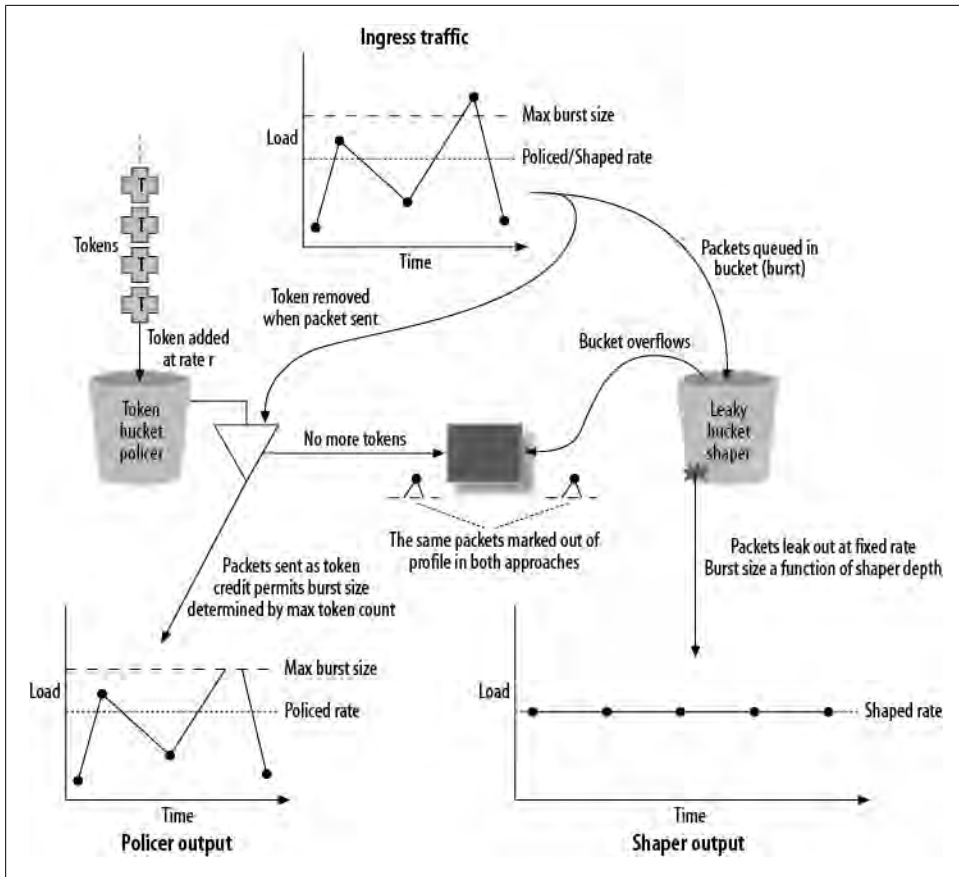 Ingress traffic
Max burst size
Load
Policed/Shaped rate
Time
T
T
T
T
Tokens
Token added
at rate r
Token removed
when packet sent
Packets queued in
bucket (burst)
Bucket overflows
Token
bucket
policer
No more tokens
Leaky
bucket
shaper
The same packets marked out of
profile in both approaches
Packets sent as token
credit permits burst size
determined by max token count
Packets leak out at fixed rate
Burst size a function of shaper depth
Max burst size
Load
Policed rate
Time
Policer output
Load
Shaped rate
Time
Shaper output